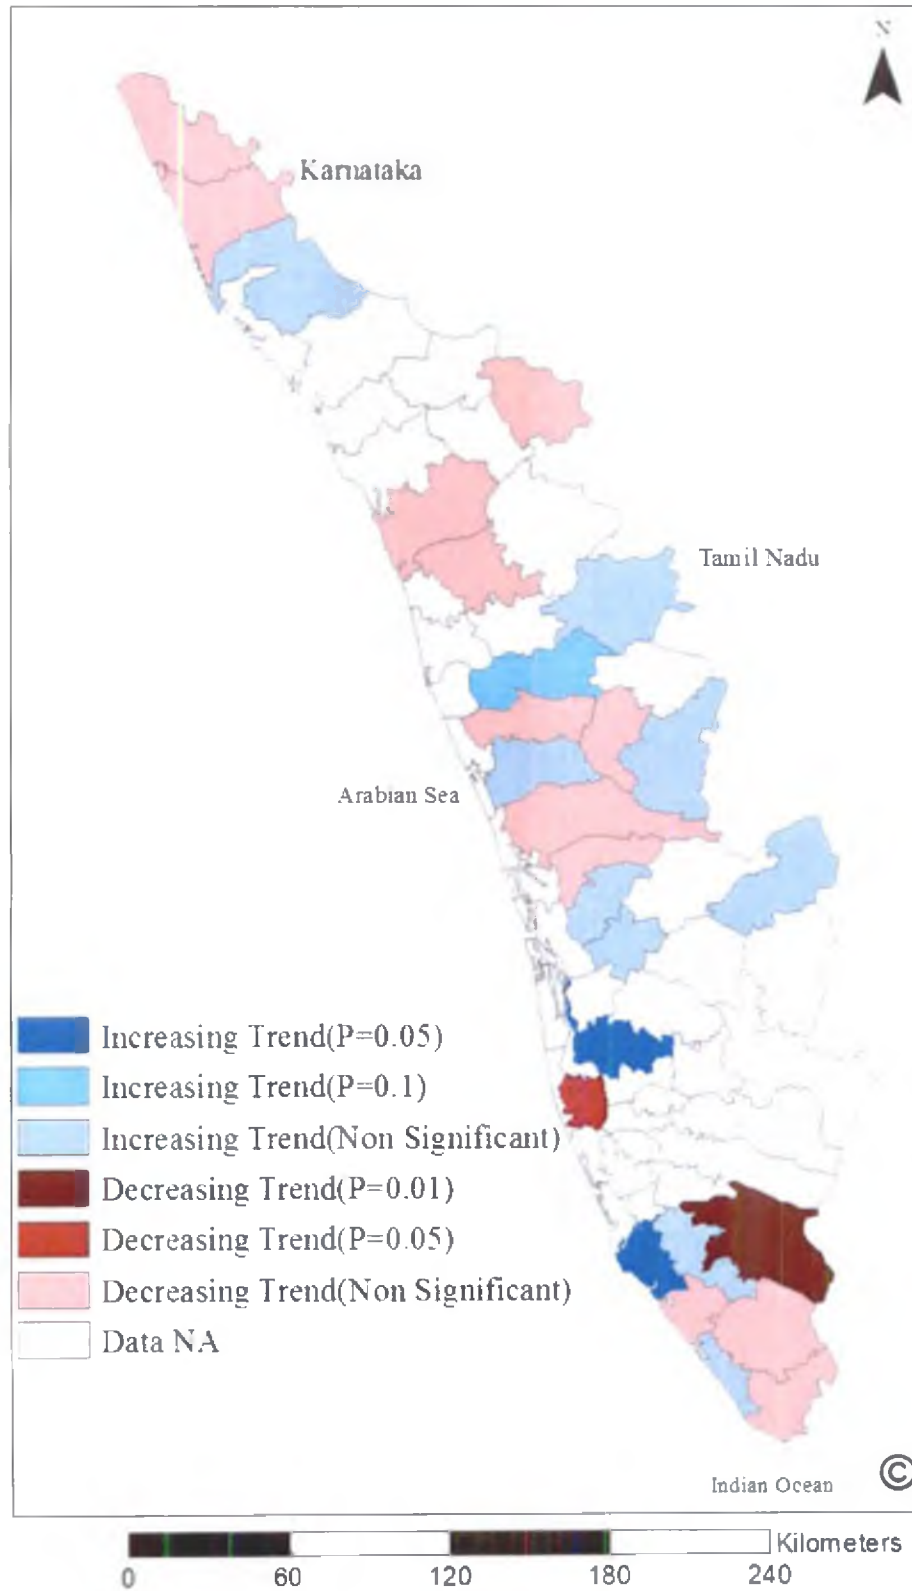 N
Karnataka
Tamil Nadu
Arabian Sea
Increasing Trend(P=0.05)
Increasing Trend(P=0.1)
Increasing Trend(Non Significant)
Decreasing Trend(P=0.01)
Decreasing Trend(P=0.05)
Decreasing Trend(Non Significant)
Data NA
Indian Ocean
©
Kilometers
0 60 120 180 240